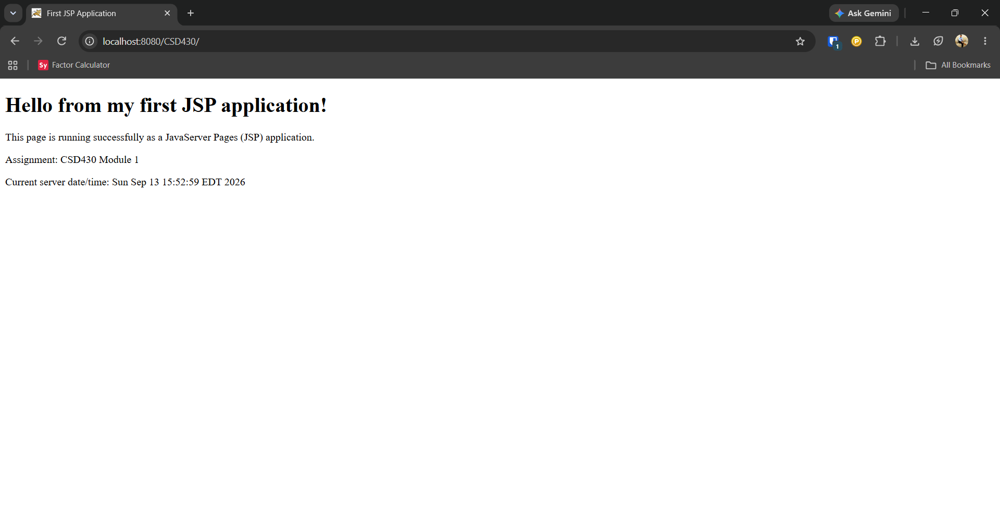 First JSP Application
Ask Gemini
localhost:8080/CSD430/
1
Sy Factor Calculator
All Bookmarks
Hello from my first JSP application!
This page is running successfully as a JavaServer Pages (JSP) application.
Assignment: CSD430 Module 1
Current server date/time: Sun Sep 13 15:52:59 EDT 2026